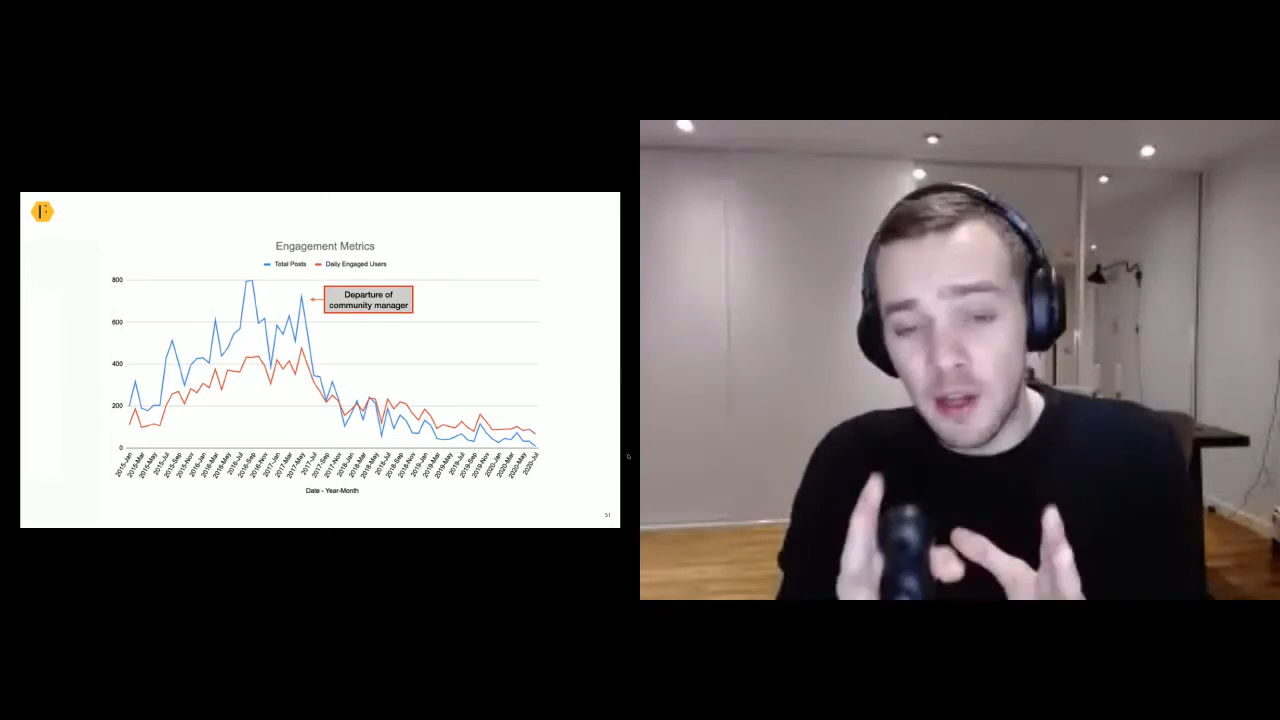 Engagement Metrics
Total Posts
Daily Engaged Users
800
600
400
200
0
Departure of
community manager
2015-Jan
2015-Mar
2015-May
2015-Jul
2015-Sep
2015-Nov
2016-Jan
2016-Mar
2016-May
2016-Jul
2016-Sep
2016-Nov
2017-Jan
2017-Mar
2017-May
2017-Jul
2017-Sep
2017-Nov
2018-Jan
2018-Mar
2018-May
2018-Jul
2018-Sep
2018-Nov
2019-Jan
2019-Mar
2019-May
2019-Jul
2019-Sep
2019-Nov
2020-Jan
2020-Mar
2020-May
2020-Jul
Date - Year-Month
51